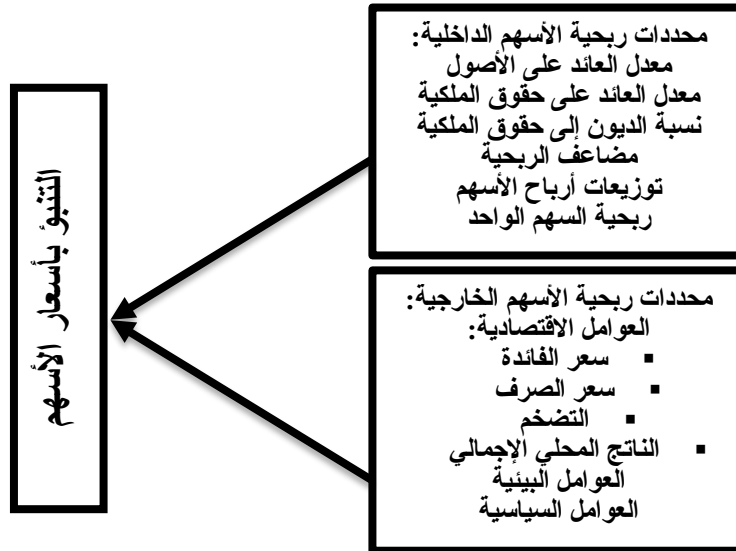 محددات ربحية الأسهم الداخلية:
معدل العائد على الأصول
معدل العائد على حقوق الملكية
نسبة الديون إلى حقوق الملكية
مضاعف الربحية
توزيعات أرباح الأسهم
ربحية السهم الواحد
محددات ربحية الأسهم الخارجية:
العوامل الاقتصادية:
▪ سعر الفائدة
▪ سعر الصرف
▪ التضخم
▪ الناتج المحلي الإجمالي
العوامل البيئية
العوامل السياسية
التنبؤ بأسعار الأسهم